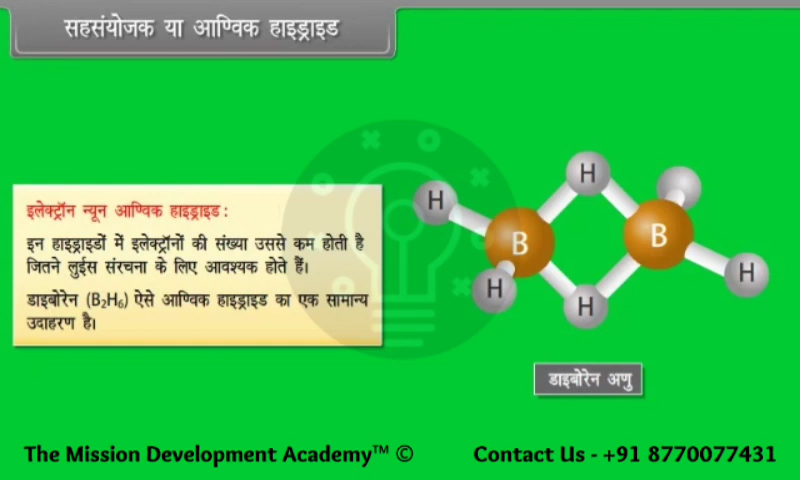 सहसंयोजक या आण्विक हाइड्राइड
इलेक्ट्रॉन न्यून आण्विक हाइड्राइड :
इन हाइड्राइडों में इलेक्ट्रॉनों की संख्या उससे कम होती है
जितने लुईस संरचना के लिए आवश्यक होते हैं।
डाइबोरेन (B₂H₆) ऐसे आण्विक हाइड्राइड का एक सामान्य
उदाहरण है।
H
H
B
B
H
H
H
डाइबोरेन अणु
The Mission Development Academy™ ©
Contact Us - +91 8770077431